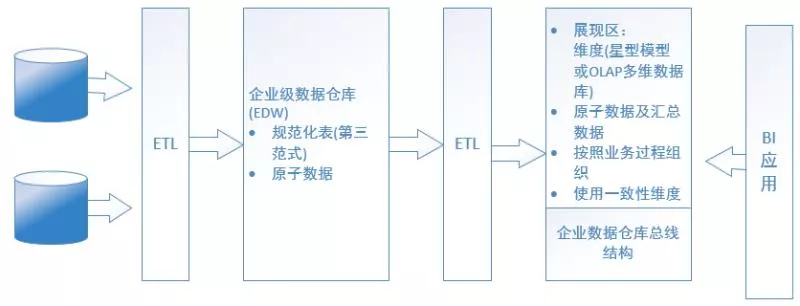 ETL
企业级数据仓库
(EDW)
• 规范化表(第三
范式)
• 原子数据
ETL
• 展现区：
维度(星型模型
或OLAP多维数据
库)
• 原子数据及汇总
数据
• 按照业务过程组
织
• 使用一致性维度
企业数据仓库总线
结构
BI
应
用